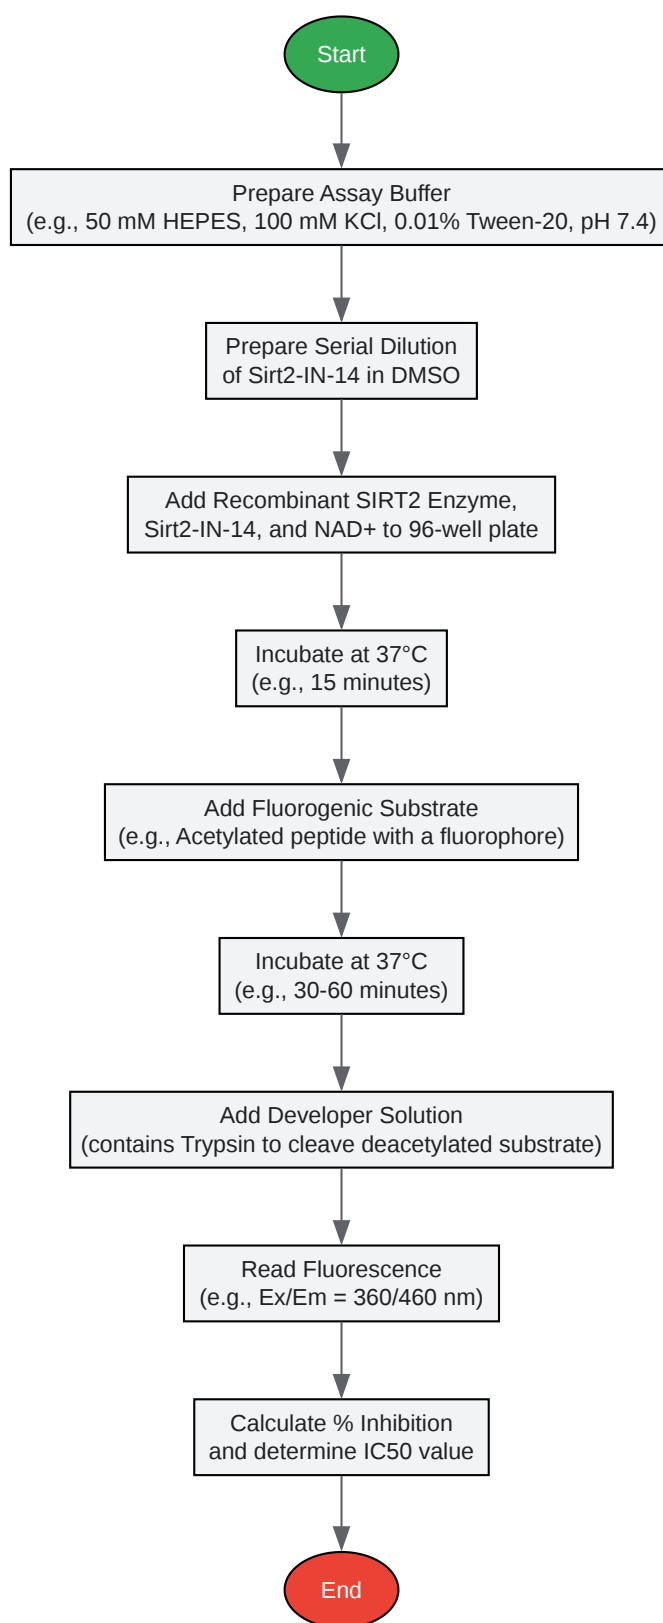 Start
Prepare Assay Buffer
(e.g., 50 mM HEPES, 100 mM KCl, 0.01% Tween-20, pH 7.4)
Prepare Serial Dilution
of Sirt2-IN-14 in DMSO
Add Recombinant SIRT2 Enzyme,
Sirt2-IN-14, and NAD+ to 96-well plate
Incubate at 37°C
(e.g., 15 minutes)
Add Fluorogenic Substrate
(e.g., Acetylated peptide with a fluorophore)
Incubate at 37°C
(e.g., 30-60 minutes)
Add Developer Solution
(contains Trypsin to cleave deacetylated substrate)
Read Fluorescence
(e.g., Ex/Em = 360/460 nm)
Calculate % Inhibition
and determine IC50 value
End